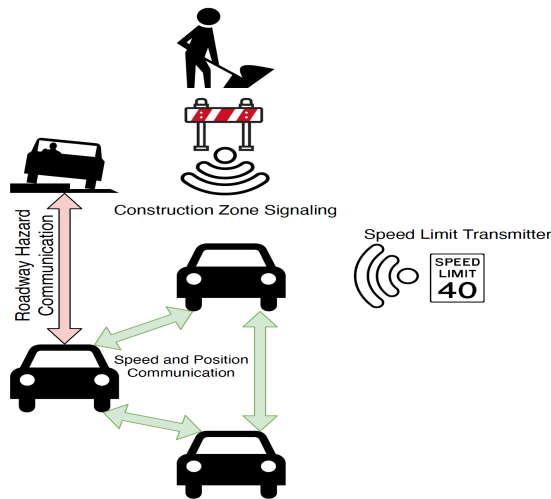 Construction Zone Signaling
Speed Limit Transmitter
SPEED
LIMIT
40
Roadway Hazard
Communication
Speed and Position
Communication